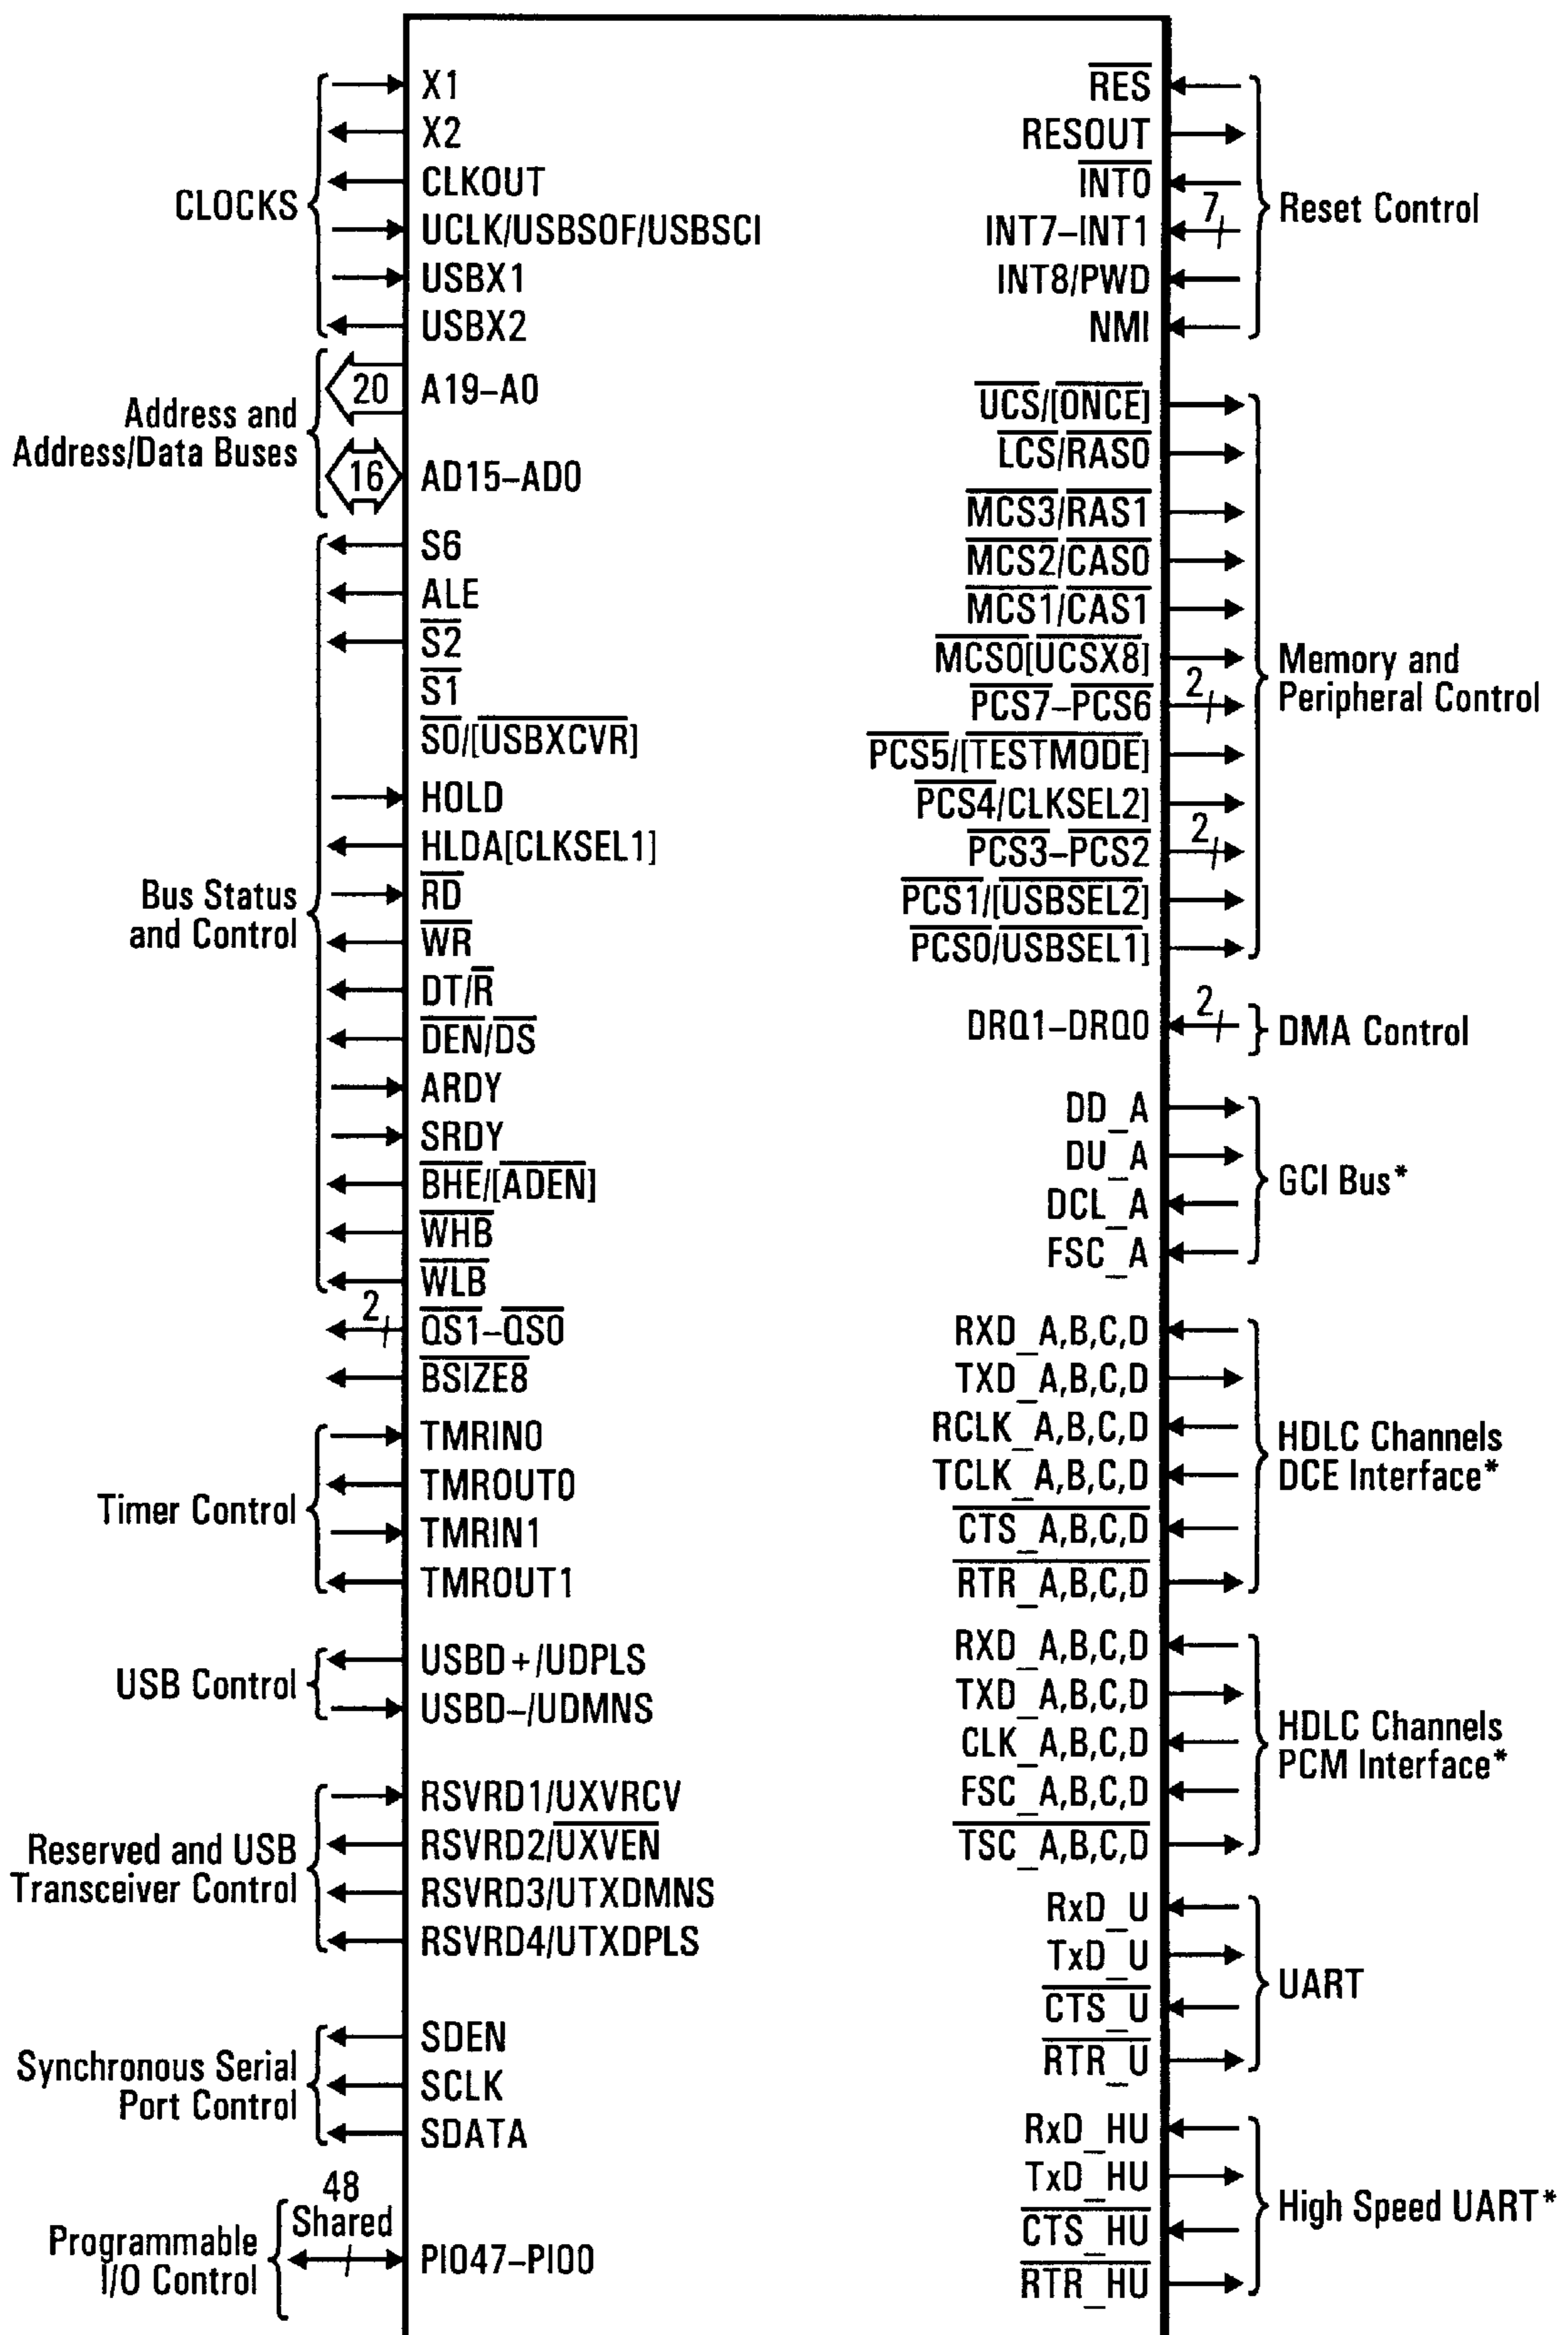 CLOCKS
X1
X2
CLKOUT
UCLK/USBSOF/USBSCI
USBX1
USBX2
Address and
Address/Data Buses
20 A19–A0
16 AD15–AD0
Bus Status
and Control
S6
ALE
S2
S1
S0/[USBXCVR]
HOLD
HLDA[CLKSEL1]
RD
WR
DT/R
DEN/DS
ARDY
SRDY
BHE/[ADEN]
WHB
WLB
2 QS1–QS0
BSIZE8
Timer Control
TMRIN0
TMROUT0
TMRIN1
TMROUT1
USB Control
USBD+/UDPLS
USBD–/UDMNS
Reserved and USB
Transceiver Control
RSVRD1/UXVRCV
RSVRD2/UXVEN
RSVRD3/UTXDMNS
RSVRD4/UTXDPLS
Synchronous Serial
Port Control
SDEN
SCLK
SDATA
Programmable
I/O Control
48
Shared
PIO47–PIO0
RES
RESOUT
INT0
INT7–INT1 7
INT8/PWD
NMI
Reset Control
UCS/[ONCE]
LCS/RAS0
MCS3/RAS1
MCS2/CAS0
MCS1/CAS1
MCS0[UCSX8]
PCS7–PCS6 2
PCS5/[TESTMODE]
PCS4/CLKSEL2]
PCS3–PCS2 2
PCS1/[USBSEL2]
PCS0/USBSEL1]
Memory and
Peripheral Control
DRQ1–DRQ0 2
DMA Control
DD_A
DU_A
DCL_A
FSC_A
GCI Bus*
RXD_A,B,C,D
TXD_A,B,C,D
RCLK_A,B,C,D
TCLK_A,B,C,D
CTS_A,B,C,D
RTR_A,B,C,D
HDLC Channels
DCE Interface*
RXD_A,B,C,D
TXD_A,B,C,D
CLK_A,B,C,D
FSC_A,B,C,D
TSC_A,B,C,D
HDLC Channels
PCM Interface*
RxD_U
TxD_U
CTS_U
RTR_U
UART
RxD_HU
TxD_HU
CTS_HU
RTR_HU
High Speed UART*